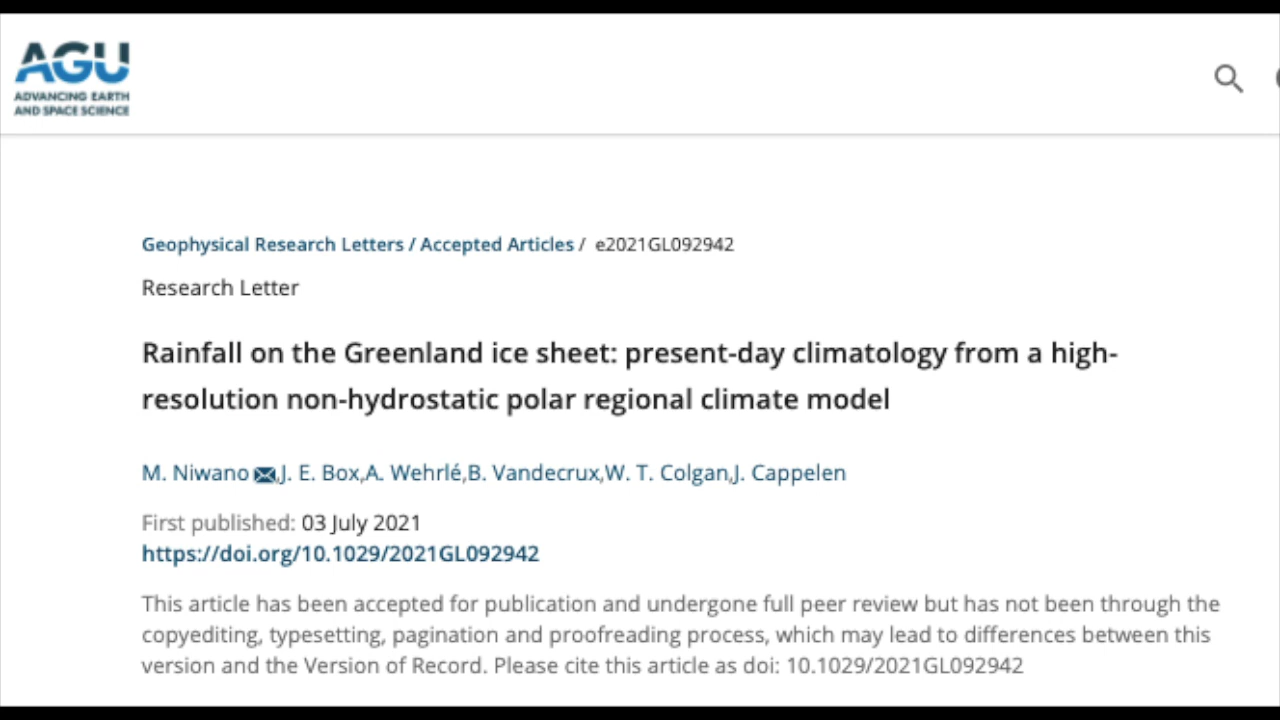 AGU
ADVANCING EARTH
AND SPACE SCIENCE
Geophysical Research Letters / Accepted Articles / e2021GL092942
Research Letter
Rainfall on the Greenland ice sheet: present-day climatology from a high-
resolution non-hydrostatic polar regional climate model
M. Niwano ,J. E. Box,A. Wehrlé,B. Vandecrux,W. T. Colgan,J. Cappelen
First published: 03 July 2021
https://doi.org/10.1029/2021GL092942
This article has been accepted for publication and undergone full peer review but has not been through the
copyediting, typesetting, pagination and proofreading process, which may lead to differences between this
version and the Version of Record. Please cite this article as doi: 10.1029/2021GL092942